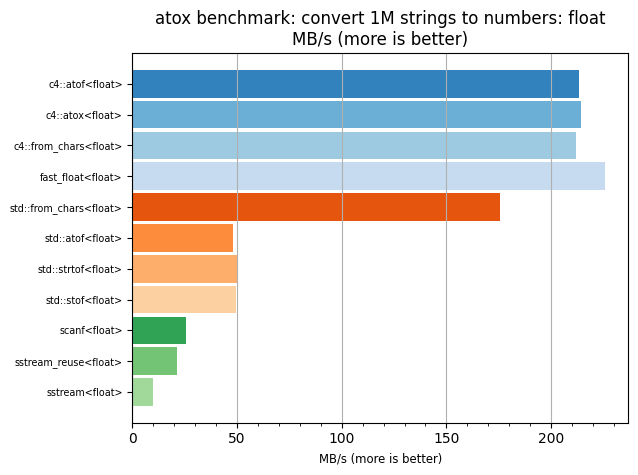 atox benchmark: convert 1M strings to numbers: float
MB/s (more is better)
c4::atof<float>
c4::atox<float>
c4::from_chars<float>
fast_float<float>
std::from_chars<float>
std::atof<float>
std::strtof<float>
std::stof<float>
scanf<float>
sstream_reuse<float>
sstream<float>
0 50 100 150 200
MB/s (more is better)